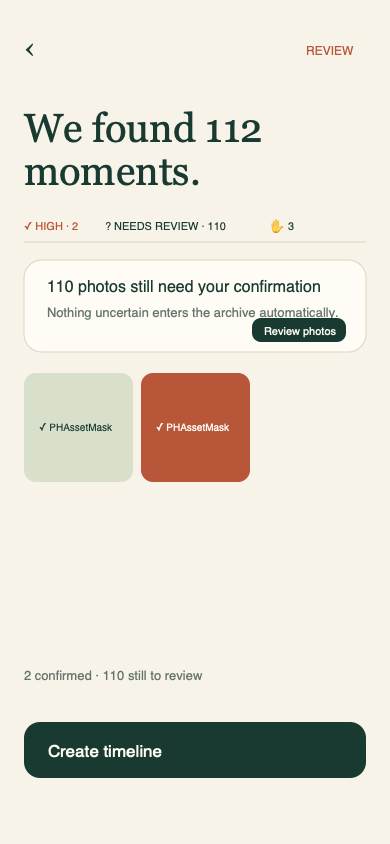 REVIEW
We found 112
moments.
✓ HIGH · 2 ? NEEDS REVIEW · 110 ✋ 3
110 photos still need your confirmation
Nothing uncertain enters the archive automatically.
Review photos
✓ PHAssetMask ✓ PHAssetMask
2 confirmed · 110 still to review
Create timeline